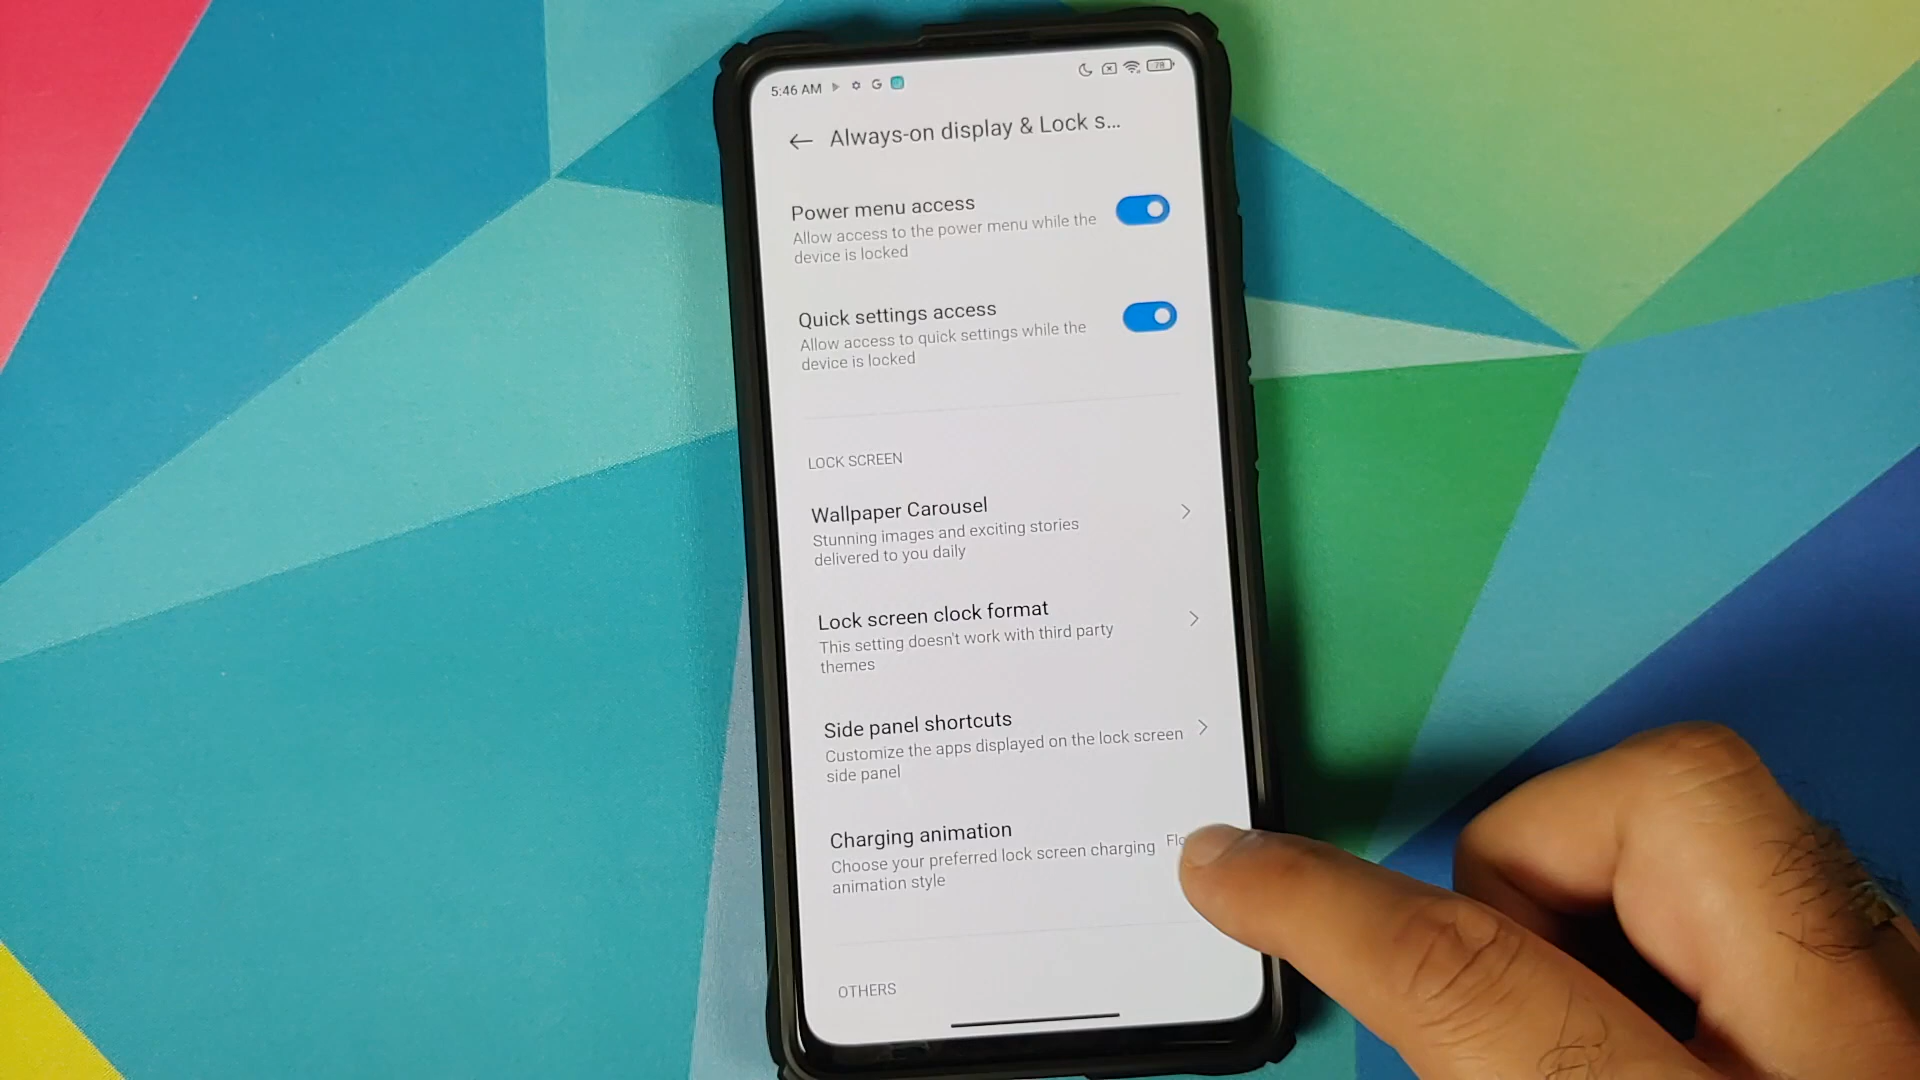 5:46 AM
78
Always-on display & Lock s...
Power menu access
Allow access to the power menu while the
device is locked
Quick settings access
Allow access to quick settings while the
device is locked
LOCK SCREEN
Wallpaper Carousel
Stunning images and exciting stories
delivered to you daily
Lock screen clock format
This setting doesn't work with third party
themes
Side panel shortcuts
Customize the apps displayed on the lock screen
side panel
Charging animation
Choose your preferred lock screen charging
animation style
OTHERS